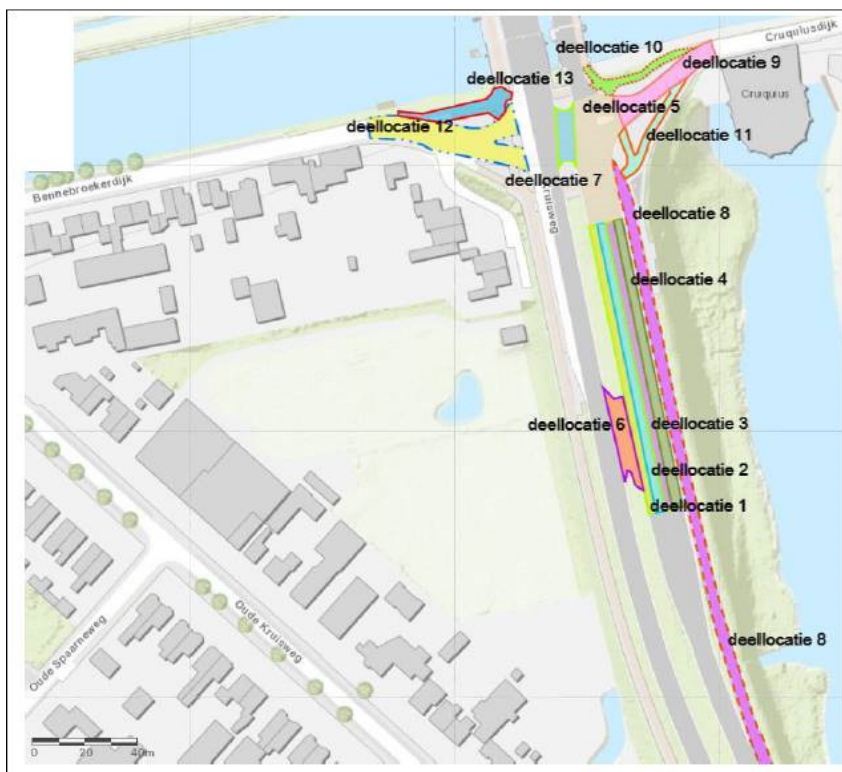 Cruquiusdijk
deellocatie 10
deellocatie 9
deellocatie 13
Cruquius
deellocatie 5
deellocatie 12
deellocatie 11
deellocatie 7
Bennebroekerdijk
Kruisweg
deellocatie 8
deellocatie 4
deellocatie 6
deellocatie 3
deellocatie 2
deellocatie 1
Oude Kruisweg
Oude Spaarneweg
deellocatie 8
0 20 40m